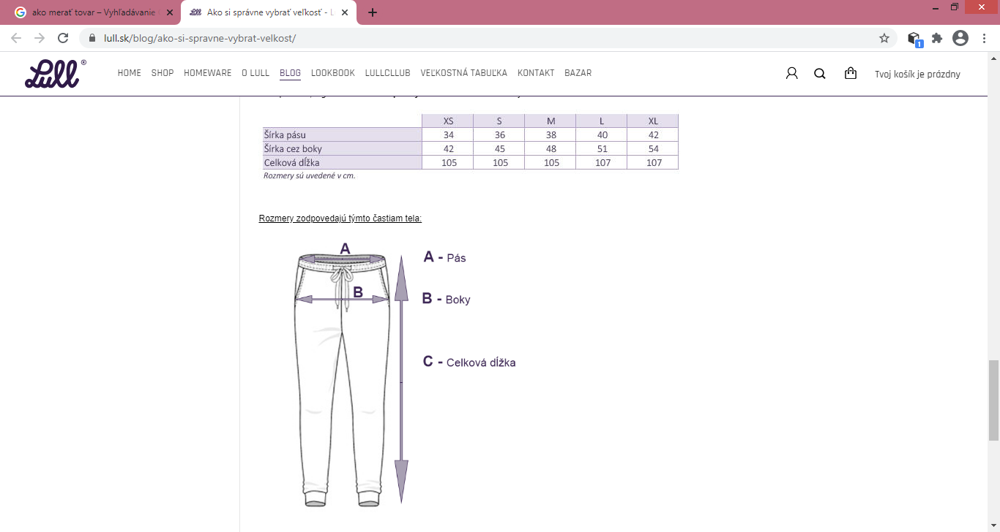 ako merať tovar – Vyhľadávanie
Ako si správne vybrať veľkosť - L
lull.sk/blog/ako-si-spravne-vybrat-velkost/
1
Lull®
HOME SHOP HOMEWARE O LULL BLOG LOOKBOOK LULLCLLUB VEĽKOSTNÁ TABUĽKA KONTAKT BAZAR
Tvoj košík je prázdny
XS S M L XL
Šírka pásu 34 36 38 40 42
Šírka cez boky 42 45 48 51 54
Celková dĺžka 105 105 105 107 107
Rozmery sú uvedené v cm.
Rozmery zodpovedajú týmto častiam tela:
A
A - Pás
B
B - Boky
C - Celková dĺžka